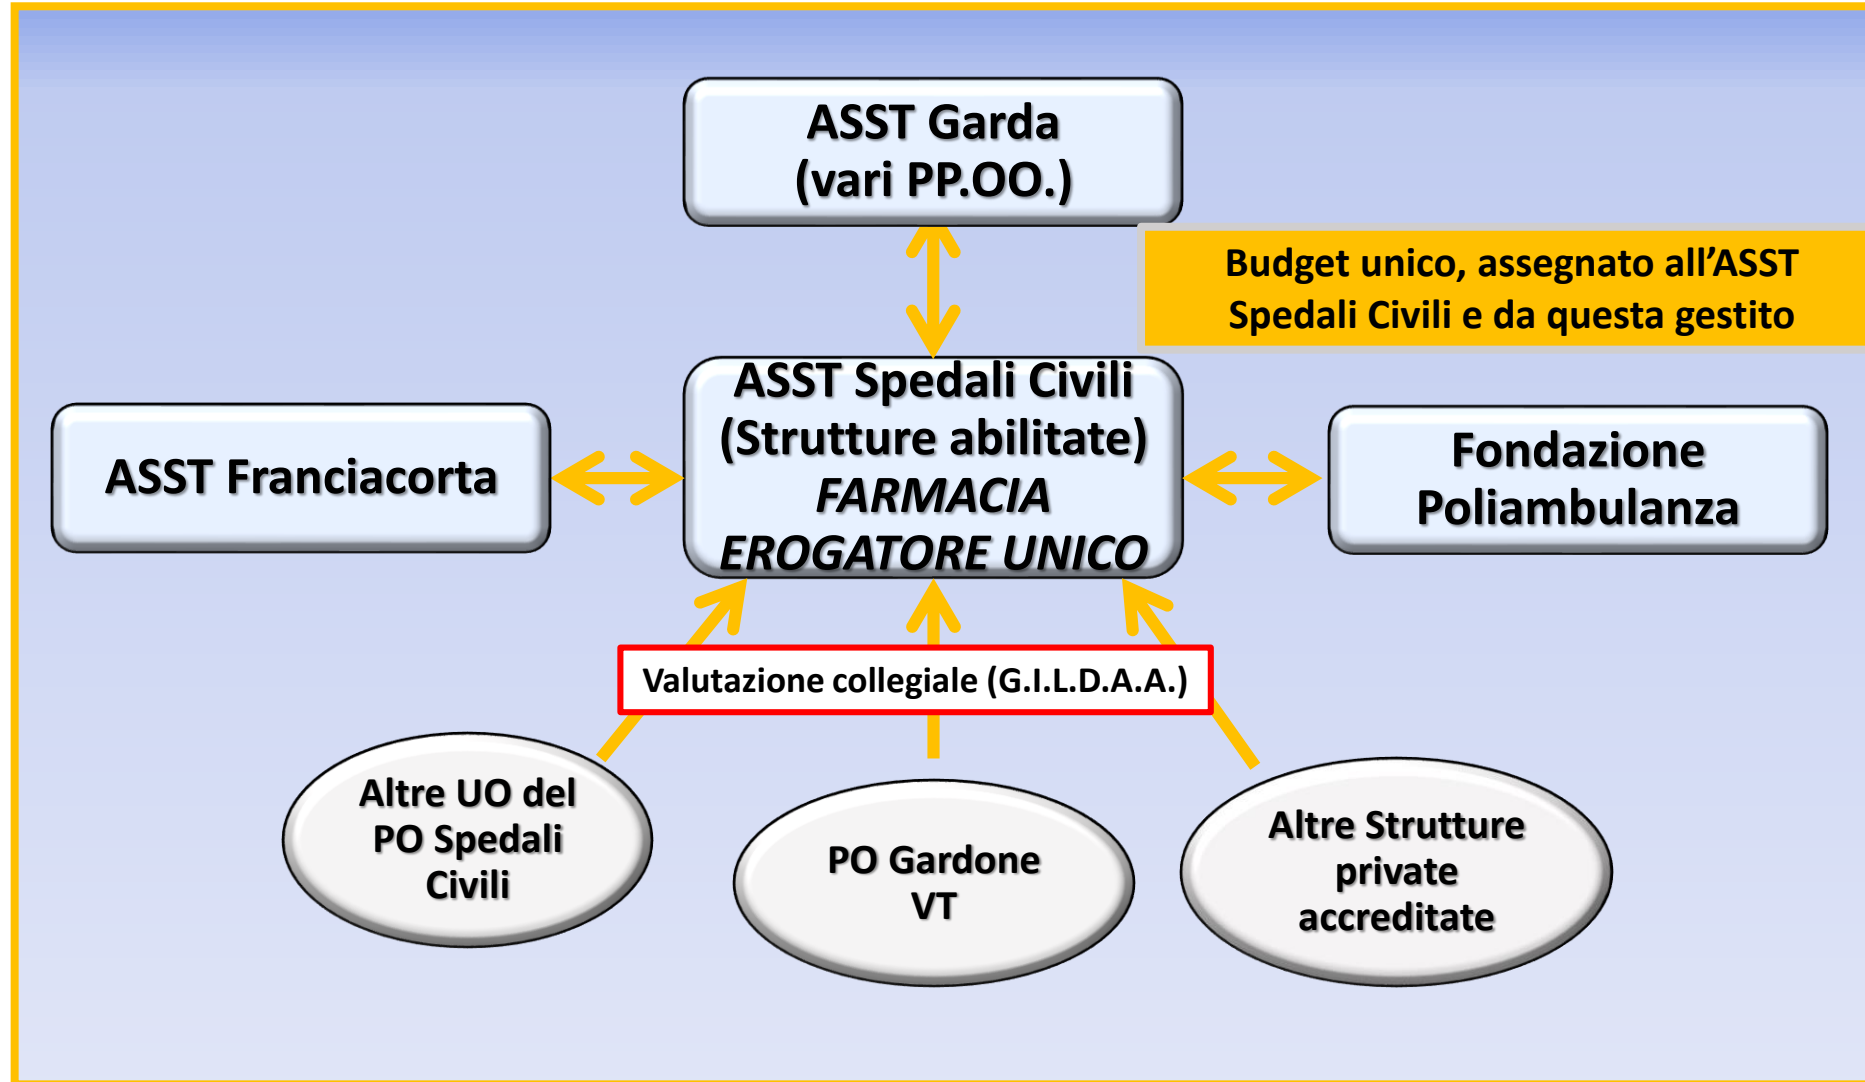 ASST Garda
(vari PP.OO.)
Budget unico, assegnato all’ASST
Spedali Civili e da questa gestito
ASST Franciacorta
ASST Spedali Civili
(Strutture abilitate)
FARMACIA
EROGATORE UNICO
Fondazione
Poliambulanza
Valutazione collegiale (G.I.L.D.A.A.)
Altre UO del
PO Spedali
Civili
PO Gardone
VT
Altre Strutture
private
accreditate